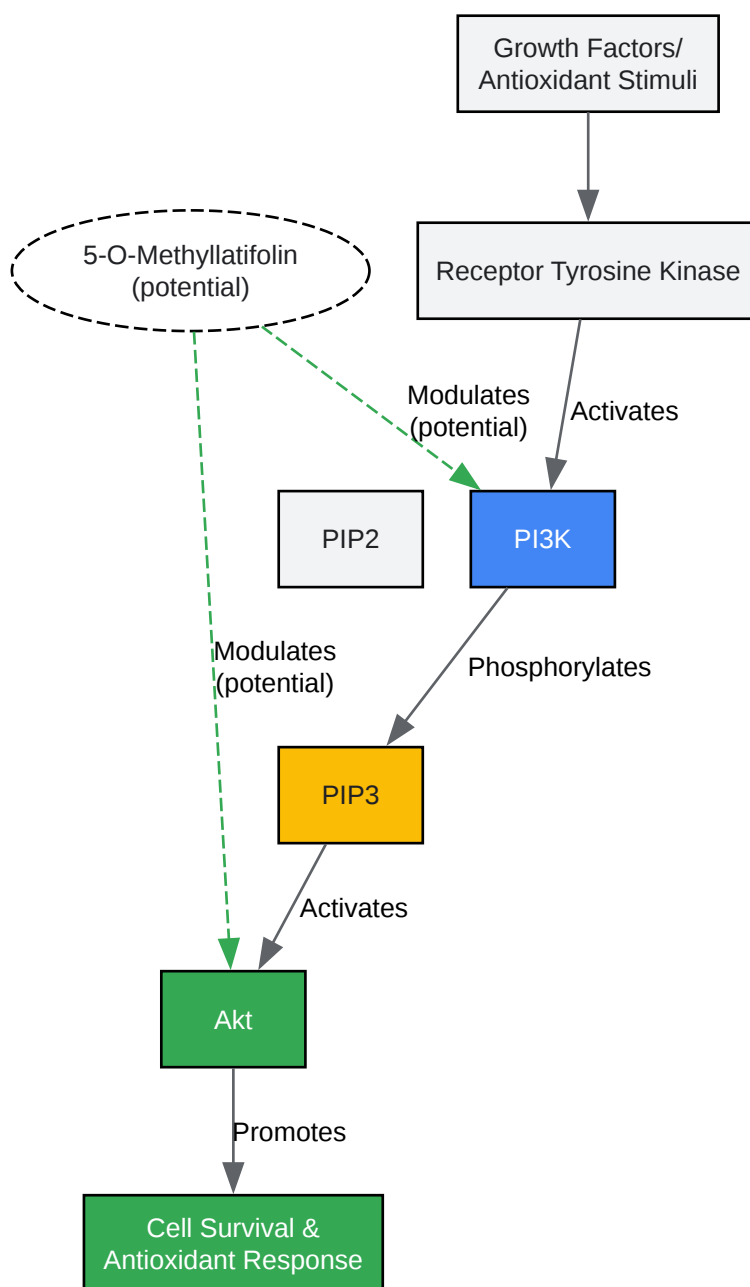 Growth Factors/
Antioxidant Stimuli
5-O-Methyllatifolin
(potential)
Receptor Tyrosine Kinase
Modulates
(potential)
Activates
PIP2
PI3K
Modulates
(potential)
Phosphorylates
PIP3
Activates
Akt
Promotes
Cell Survival &
Antioxidant Response